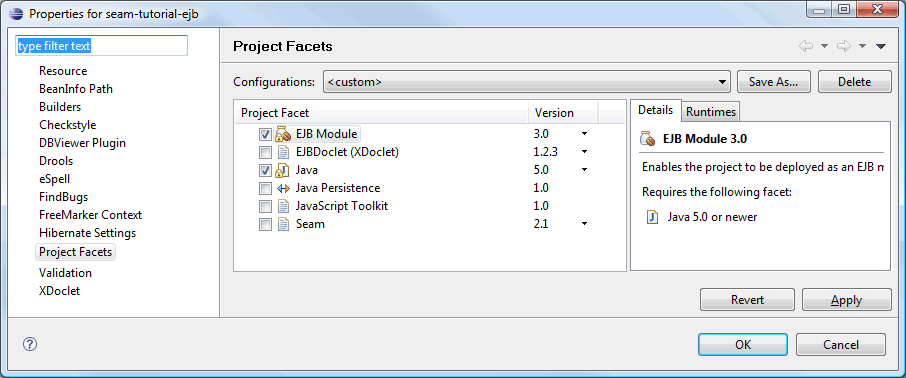 Properties for seam-tutorial-ejb
type filter text
Resource
BeanInfo Path
Builders
Checkstyle
DBViewer Plugin
Drools
eSpell
FindBugs
FreeMarker Context
Hibernate Settings
Project Facets
Validation
XDoclet
Project Facets
Configurations: <custom> Save As... Delete
Project Facet Version
EJB Module 3.0
EJBDoclet (XDoclet) 1.2.3
Java 5.0
Java Persistence 1.0
JavaScript Toolkit 1.0
Seam 2.1
Details Runtimes
EJB Module 3.0
Enables the project to be deployed as an EJB m
Requires the following facet:
Java 5.0 or newer
Revert Apply
? OK Cancel